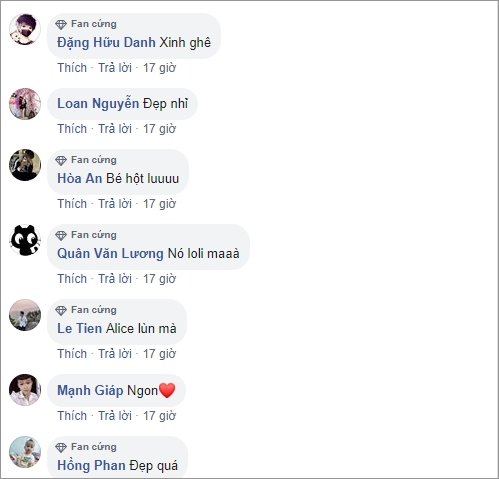 Fan cứng
Đặng Hữu Danh Xinh ghê
Thích · Trả lời · 17 giờ
Loan Nguyễn Đẹp nhỉ
Thích · Trả lời · 17 giờ
Fan cứng
Hòa An Bé hột luuuu
Thích · Trả lời · 17 giờ
Fan cứng
Quân Văn Lương Nó loli maaà
Thích · Trả lời · 17 giờ
Fan cứng
Le Tien Alice lùn mà
Thích · Trả lời · 17 giờ
Mạnh Giáp Ngon❤️
Thích · Trả lời · 17 giờ
Fan cứng
Hồng Phan Đẹp quá